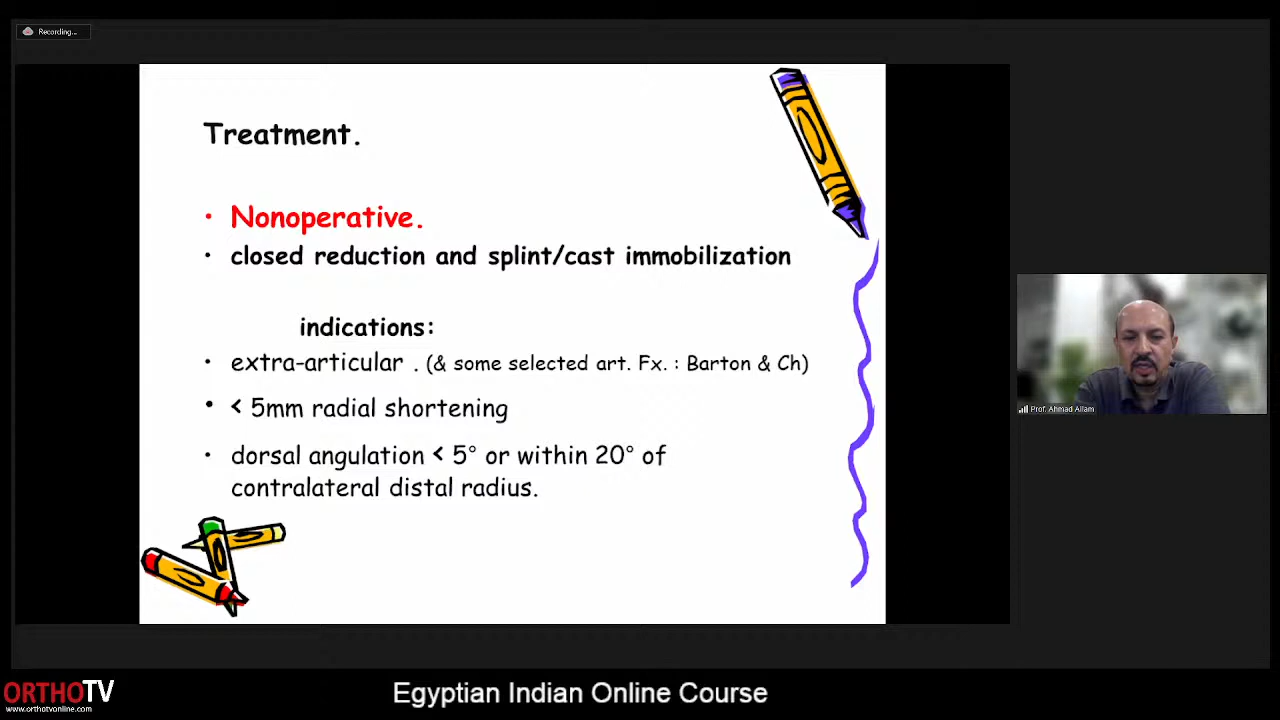 Recording...
Treatment.
• Nonoperative.
• closed reduction and splint/cast immobilization
indications:
• extra-articular . (& some selected art. Fx. : Barton & Ch)
• < 5mm radial shortening
• dorsal angulation < 5° or within 20° of
contralateral distal radius.
Prof. Ahmad Allam
ORTHOTV
www.orthotvonline.com
Egyptian Indian Online Course